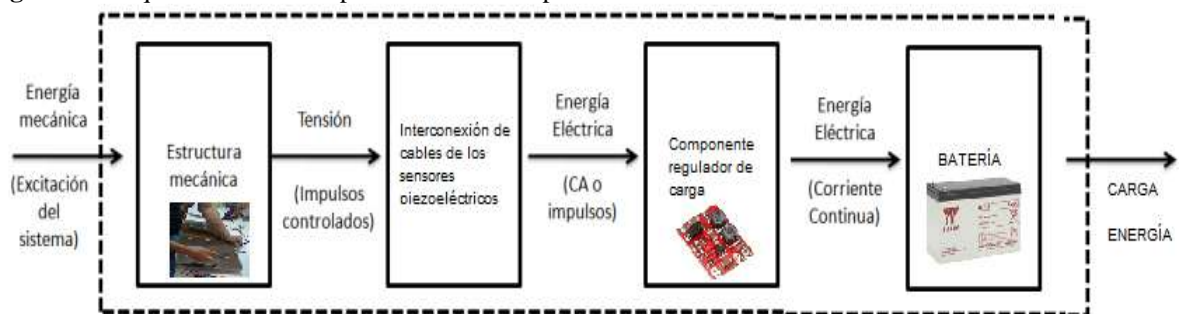 Energía
mecánica
(Excitación
del
sistema)
Estructura
mecánica
Tensión
(Impulsos
controlados)
Interconexión de
cables de los
sensores
piezoeléctricos
Energía
Eléctrica
(CA o
impulsos)
Componente
regulador de
carga
Energía
Eléctrica
(Corriente
Continua)
BATERÍA
CARGA
ENERGÍA